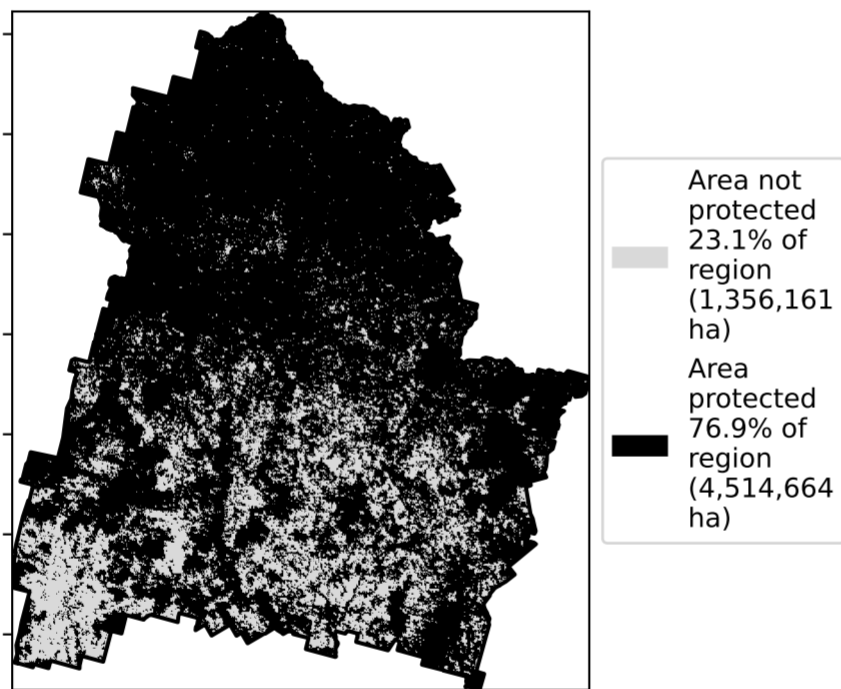 Area not
protected
23.1% of
region
(1,356,161
ha)
Area
protected
76.9% of
region
(4,514,664
ha)